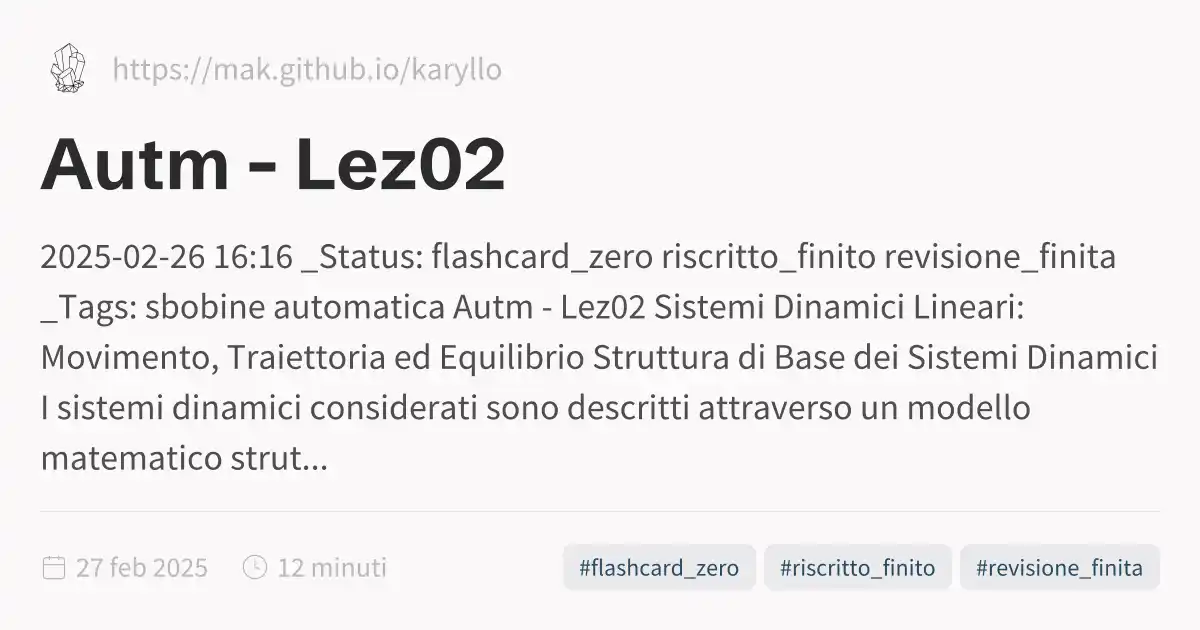 https://mak.github.io/karyllo
Autm - Lez02
2025-02-26 16:16 _Status: flashcard_zero riscritto_finito revisione_finita
_Tags: sbobine automatica Autm - Lez02 Sistemi Dinamici Lineari:
Movimento, Traiettoria ed Equilibrio Struttura di Base dei Sistemi Dinamici
I sistemi dinamici considerati sono descritti attraverso un modello
matematico strut...
27 feb 2025 12 minuti #flashcard_zero #riscritto_finito #revisione_finita